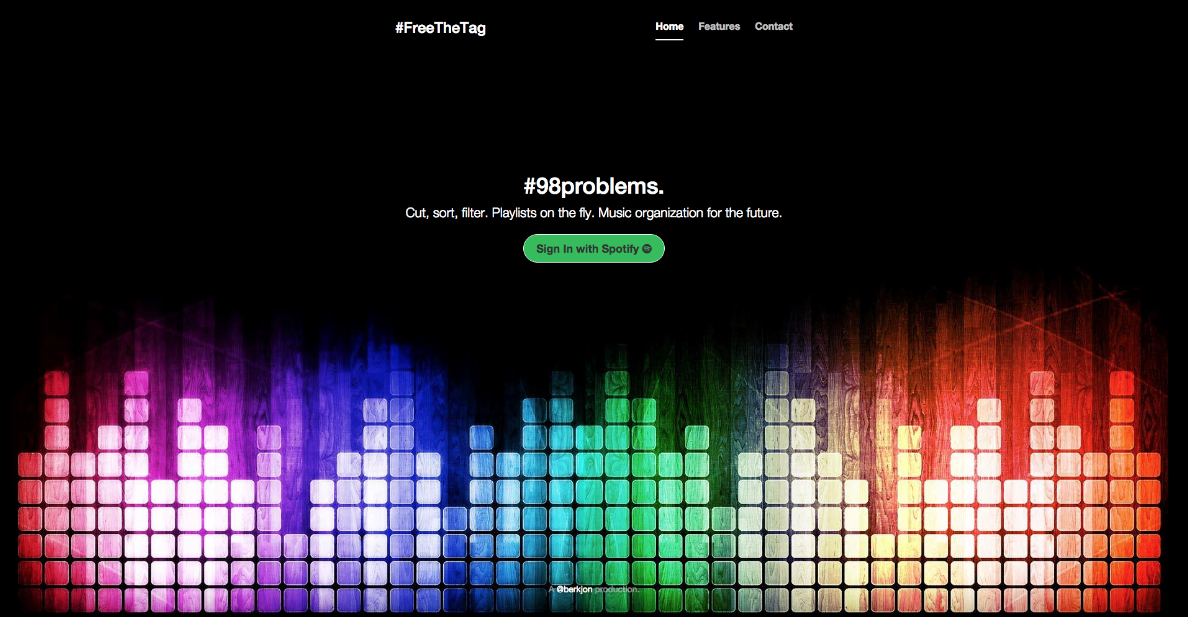 #FreeTheTag
Home Features Contact
#98problems.
Cut, sort, filter. Playlists on the fly. Music organization for the future.
Sign In with Spotify
A @berkjon production.